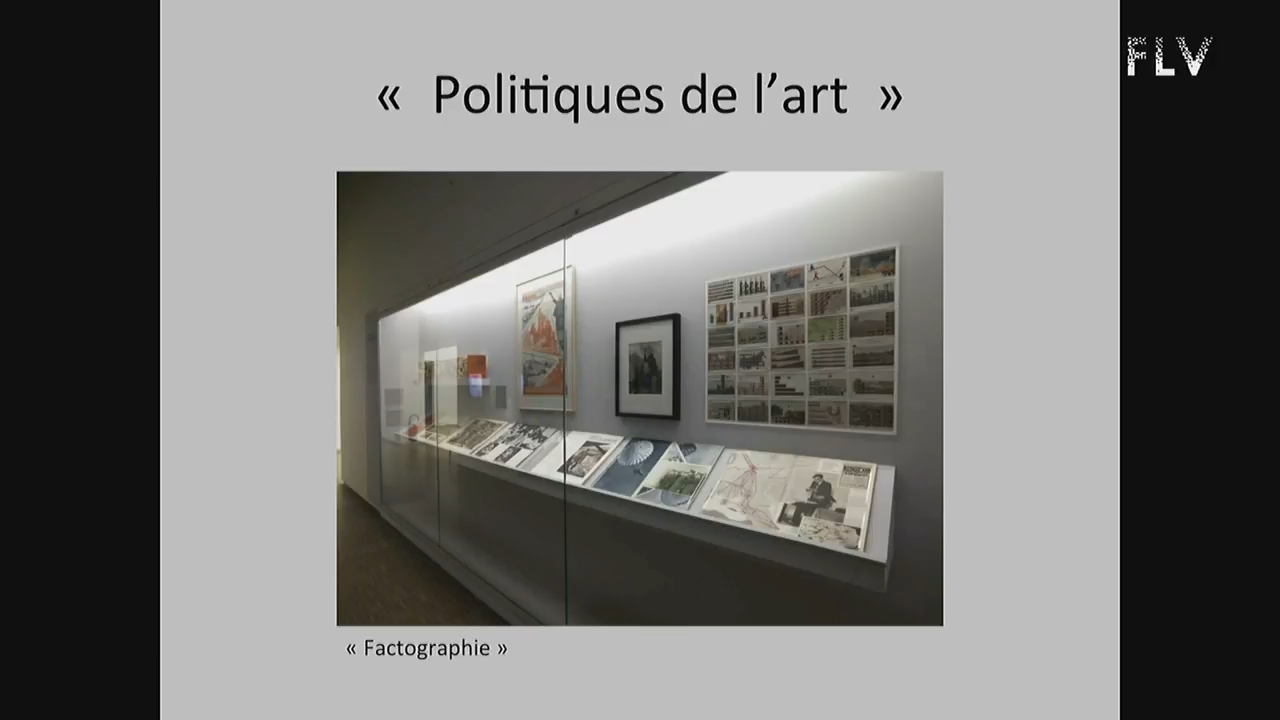 FLV
«  Politiques de l’art  »
« Factographie »